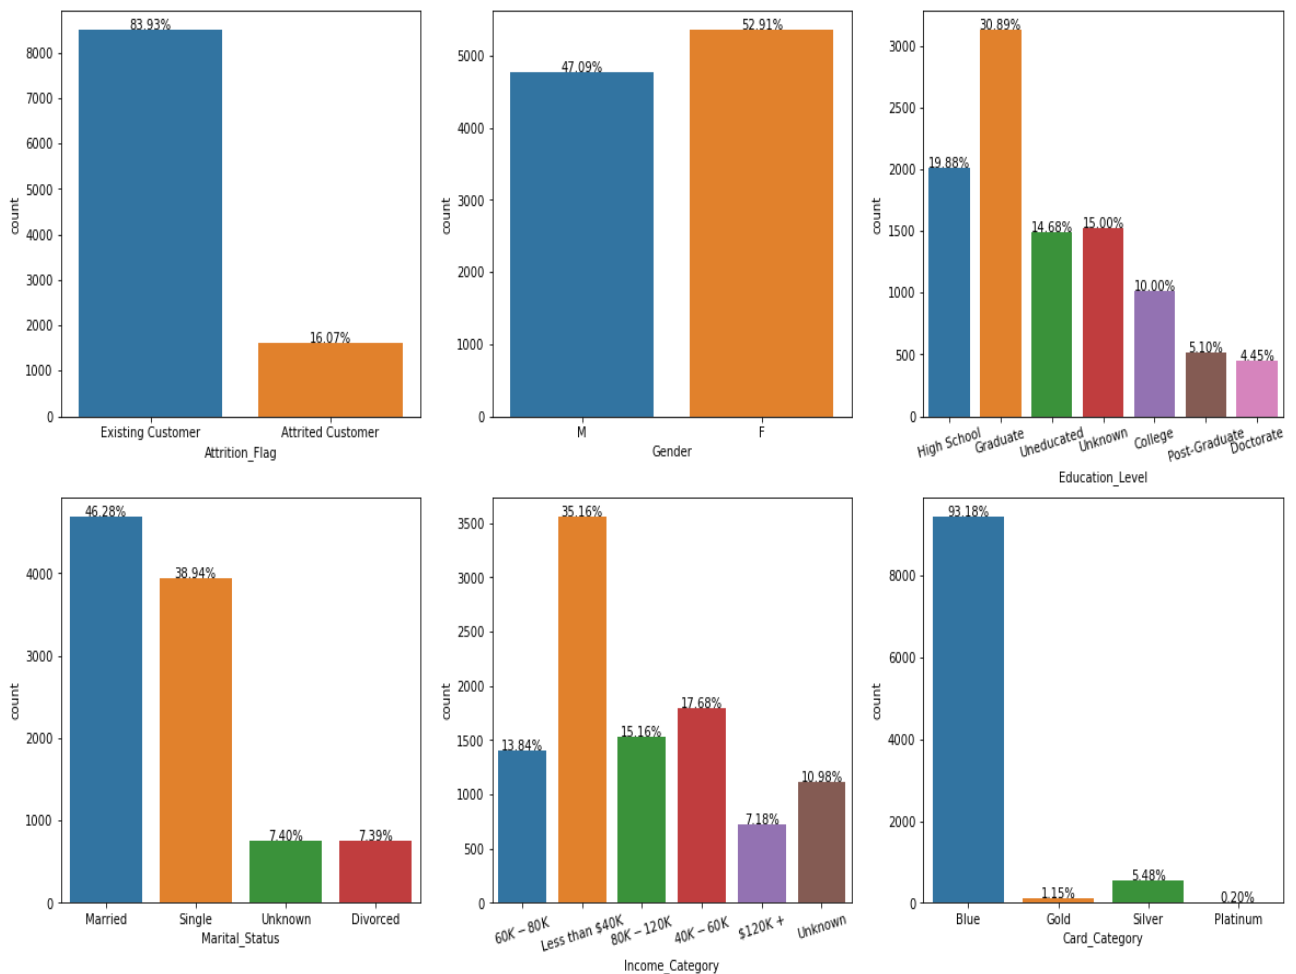 83.93%
8000
7000
6000
5000
4000
3000
2000
1000
0
count
16.07%
Existing Customer
Attrited Customer
Attrition_Flag
52.91%
47.09%
5000
4000
3000
2000
1000
0
count
M
F
Gender
30.89%
19.88%
14.68%
15.00%
10.00%
5.10%
4.45%
3000
2500
2000
1500
1000
500
0
count
High School
Graduate
Uneducated
Unknown
College
Post-Graduate
Doctorate
Education_Level
46.28%
38.94%
7.40%
7.39%
4000
3000
2000
1000
0
count
Married
Single
Unknown
Divorced
Marital_Status
35.16%
13.84%
15.16%
17.68%
7.18%
10.98%
3500
3000
2500
2000
1500
1000
500
0
count
60K − 80K
Less than $40K
80K − 120K
40K − 60K
$120K +
Unknown
Income_Category
93.18%
1.15%
5.48%
0.20%
8000
6000
4000
2000
0
count
Blue
Gold
Silver
Platinum
Card_Category